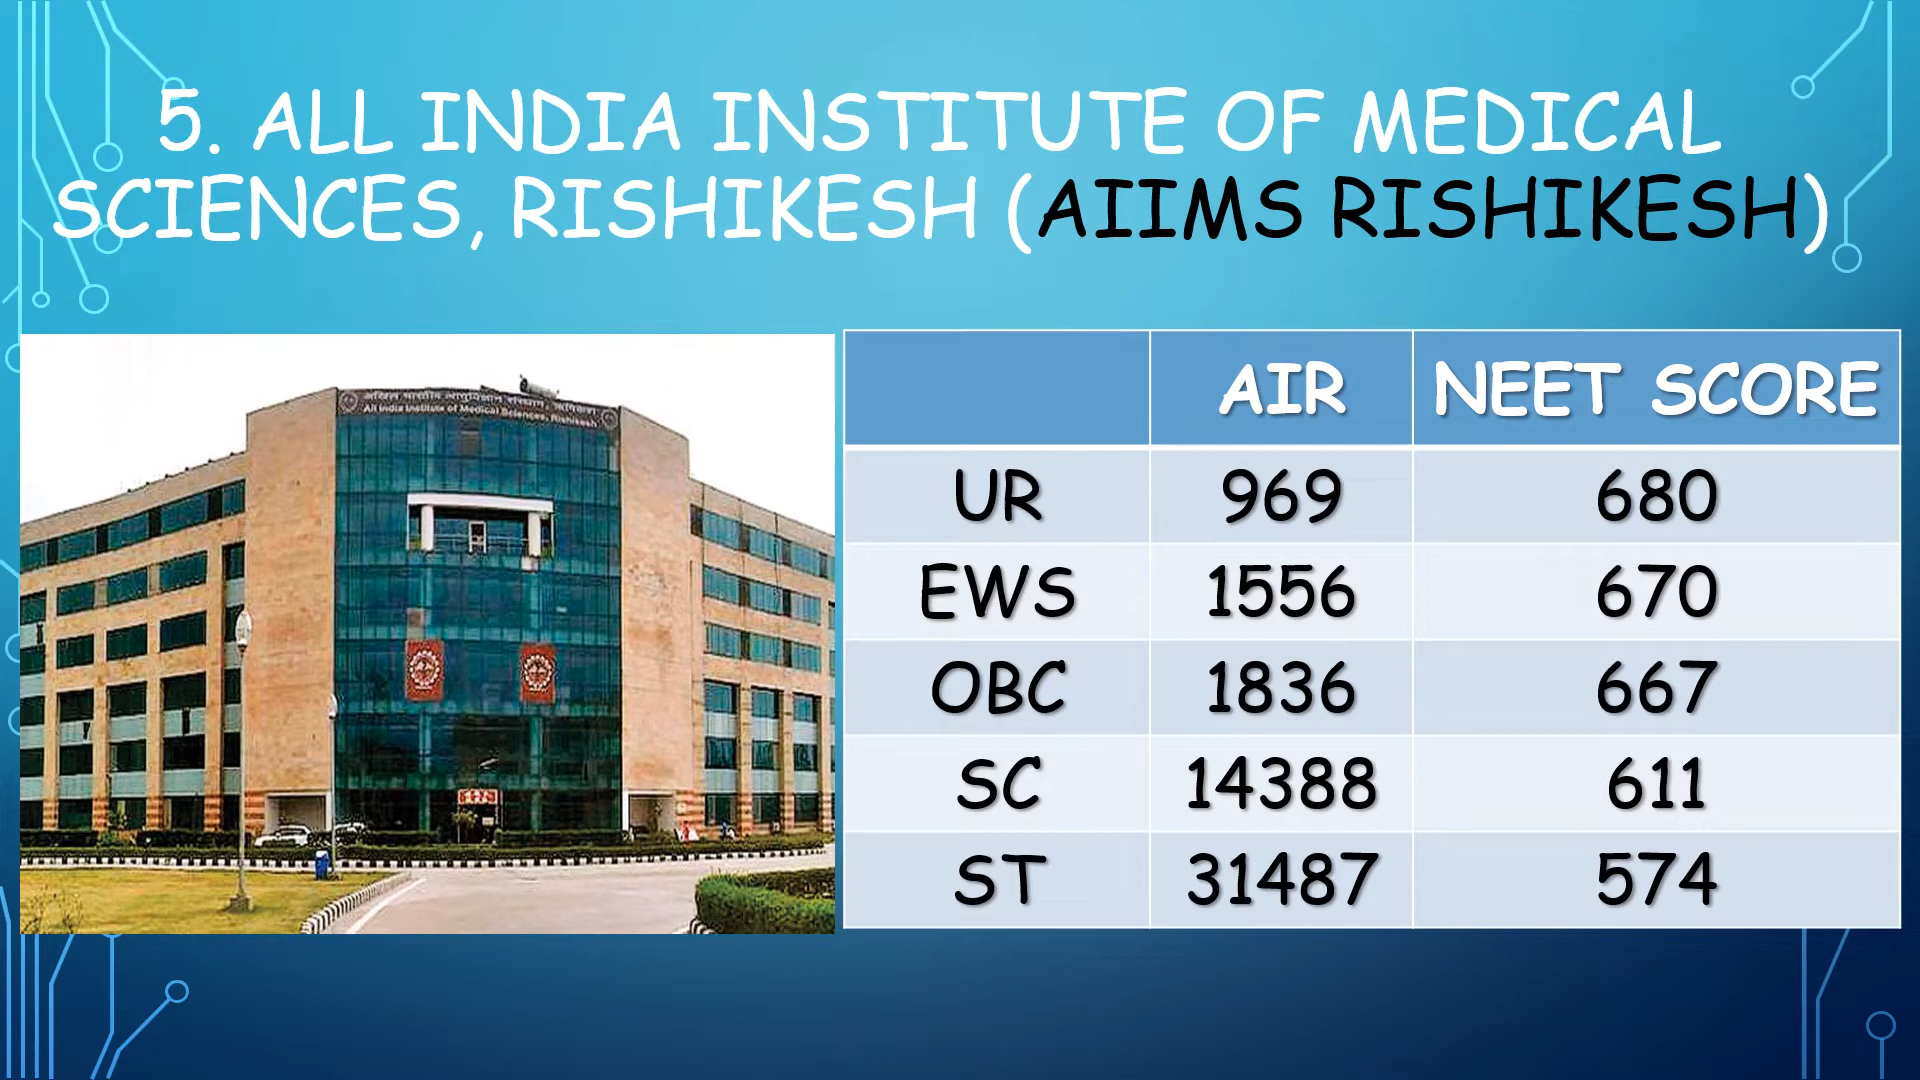 5. ALL INDIA INSTITUTE OF MEDICAL
SCIENCES, RISHIKESH (AIIMS RISHIKESH)
All India Institute of Medical Sciences, Rishikesh
AIR NEET SCORE
UR 969 680
EWS 1556 670
OBC 1836 667
SC 14388 611
ST 31487 574